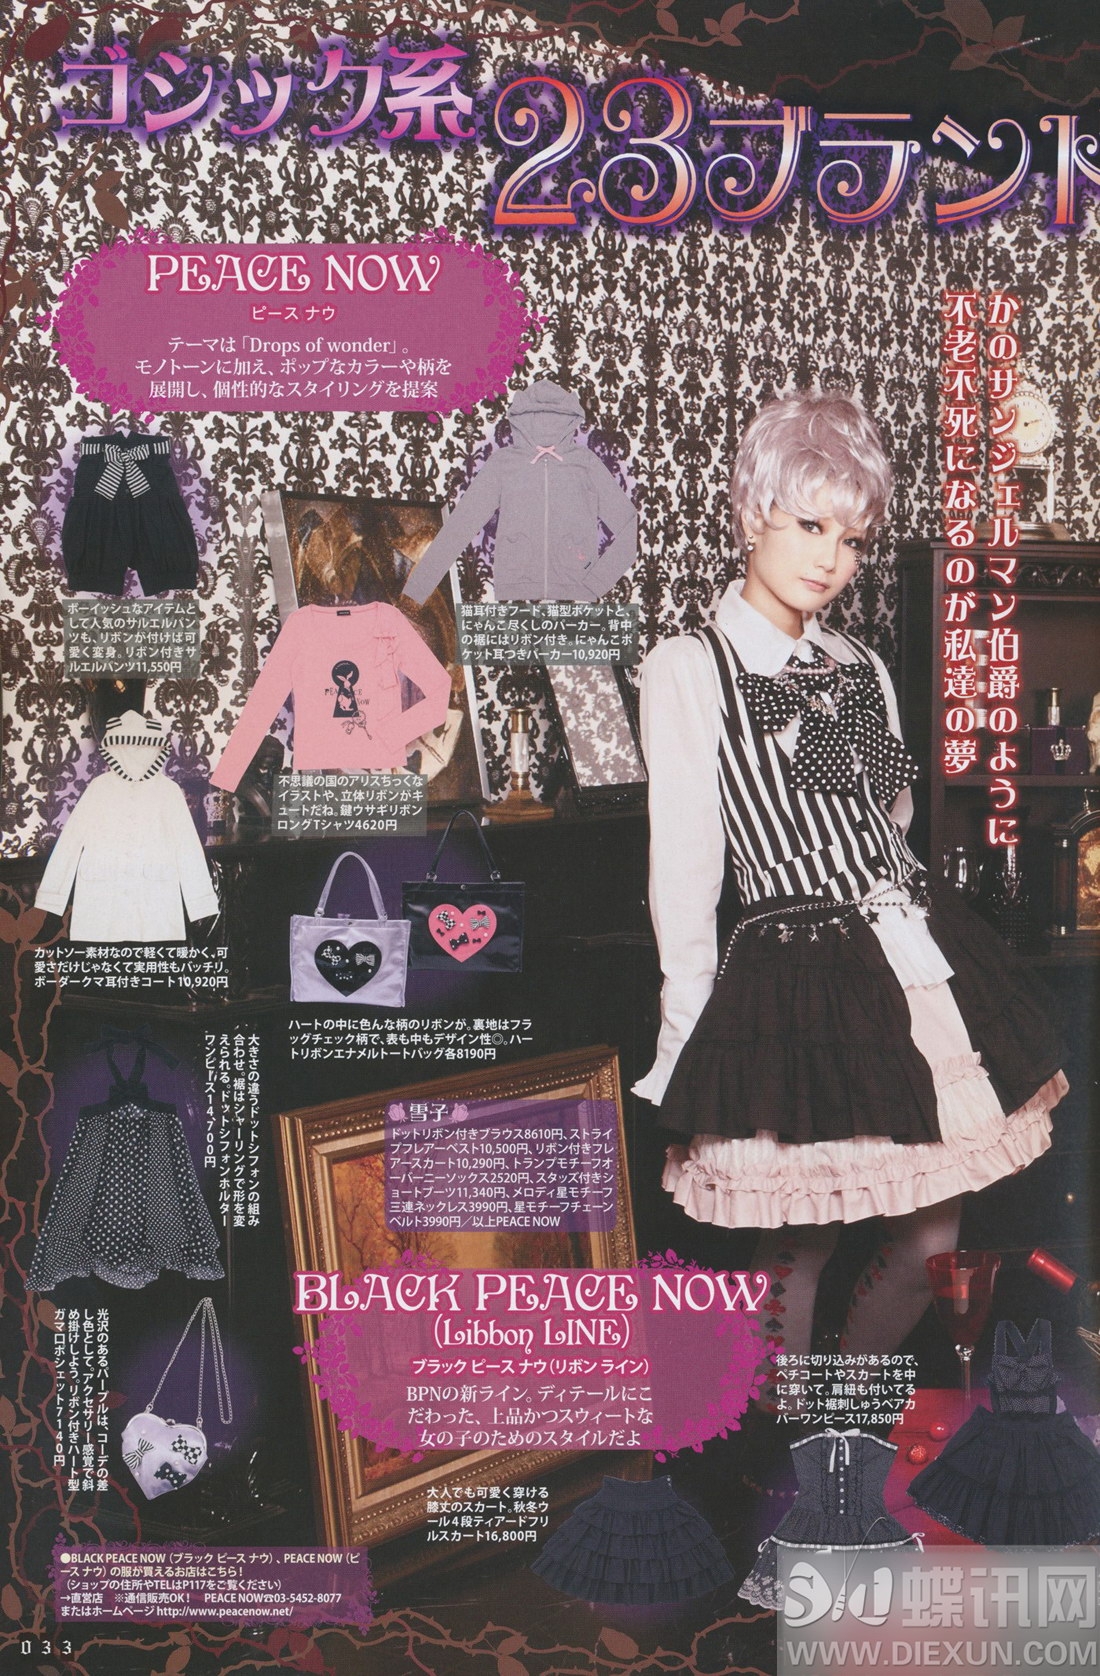 ゴシック系
23ブランド
PEACE NOW
ピース ナウ
テーマは「Drops of wonder」。
モノトーンに加え、ポップなカラーや柄を
展開し、個性的なスタイリングを提案
かのサンジェルマン伯爵のように
不老不死になるのが私達の夢
ボーイッシュなアイテムと
して人気のサルエルパン
ツも、リボンが付けば可
愛く変身。リボン付きサ
ルエルパンツ11,550円
猫耳付きフード、猫型ポケットと、
にゃんこ尽くしのパーカー。背中
の裾にはリボン付き。にゃんこポ
ケット耳つきパーカー10,920円
不思議の国のアリスちっくな
イラストや、立体リボンがキ
ュートだね。鍵ウサギリボン
ロングTシャツ4620円
カットソー素材なので軽くて暖かく。可
愛さだけじゃなくて実用性もバッチリ。
ボーダークマ耳付きコート10,920円
ハートの中に色んな柄のリボンが。裏地はフラ
ッグチェック柄で、表も中もデザイン性◎。ハー
トリボンエナメルトートバッグ各8190円
大きさの違うドットシフォンの組み
合わせ。裾はシャーリングで形を変
えられる。ドットシフォンホルター
ワンピース14,700円
雪子
ドットリボン付きブラウス8610円、ストライ
プフレアーベスト10,500円、リボン付きフレ
アースカート10,290円、トランプモチーフオ
ーバーニーソックス2520円、スタッズ付きシ
ョートブーツ11,340円、メロディ星モチーフ
三連ネックレス3990円、星モチーフチェーン
ベルト3990円／以上PEACE NOW
BLACK PEACE NOW
(Libbon LINE)
ブラック ピース ナウ（リボン ライン）
BPNの新ライン。ディテールにこ
だわった、上品かつスウィートな
女の子のためのスタイルだよ
光沢のあるパープルは、コーデの差
し色として。アクセサリー感覚で斜
め掛けしよう。リボン付きハート型
ガマ口ポシェット7140円
後ろに切り込みがあるので、
ペチコートやスカートを中
に穿いて。肩紐も付いてる
よ。ドット裾刺しゅうベアカ
バーワンピース17,850円
大人でも可愛く穿ける
膝丈のスカート。秋冬ウ
ール4段ティアードフリ
ルスカート16,800円
●BLACK PEACE NOW（ブラック ピース ナウ）、PEACE NOW（ピ
ース ナウ）の服が買えるお店はこちら！
（ショップの住所やTELはP117をご覧ください）
→直営店　※通信販売OK！　PEACE NOW☎03-5452-8077
またはホームページ http://www.peacenow.net/
033
蝶讯网
WWW.DIEXUN.COM